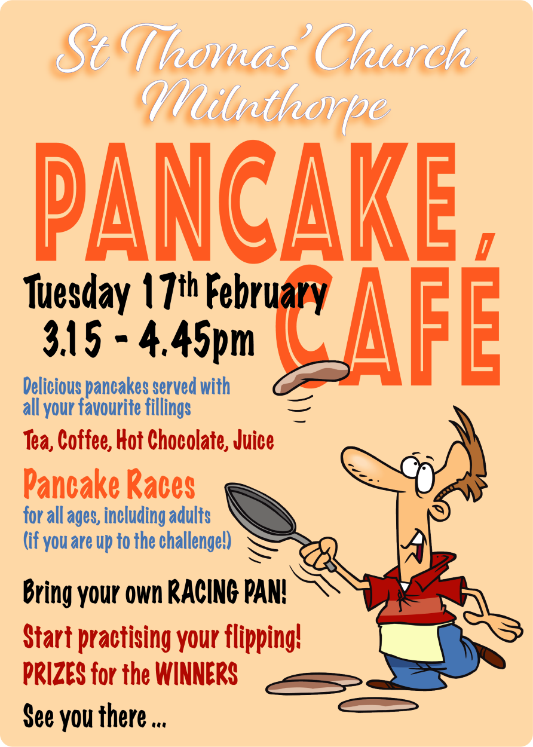 St Thomas' Church
Milnthorpe
PANCAKE
CAFÉ
Tuesday 17th February
3.15 - 4.45pm
Delicious pancakes served with
all your favourite fillings
Tea, Coffee, Hot Chocolate, Juice
Pancake Races
for all ages, including adults
(if you are up to the challenge!)
Bring your own RACING PAN!
Start practising your flipping!
PRIZES for the WINNERS
See you there ...